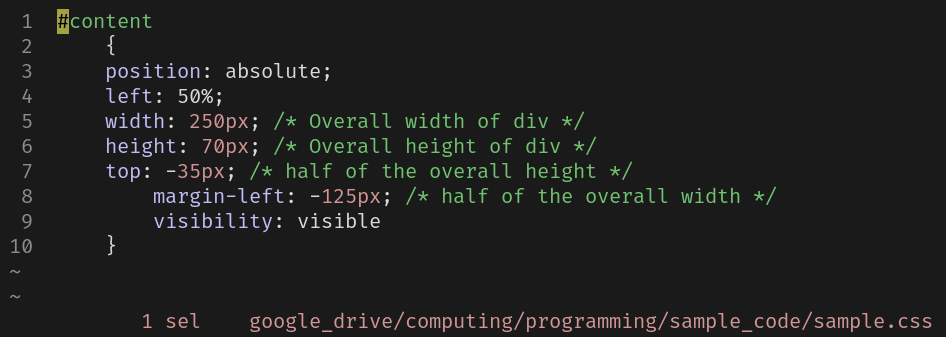 1 #content
2     {
3     position: absolute;
4     left: 50%;
5     width: 250px; /* Overall width of div */
6     height: 70px; /* Overall height of div */
7     top: -35px; /* half of the overall height */
8         margin-left: -125px; /* half of the overall width */
9         visibility: visible
10     }
~
~
1 sel    google_drive/computing/programming/sample_code/sample.css